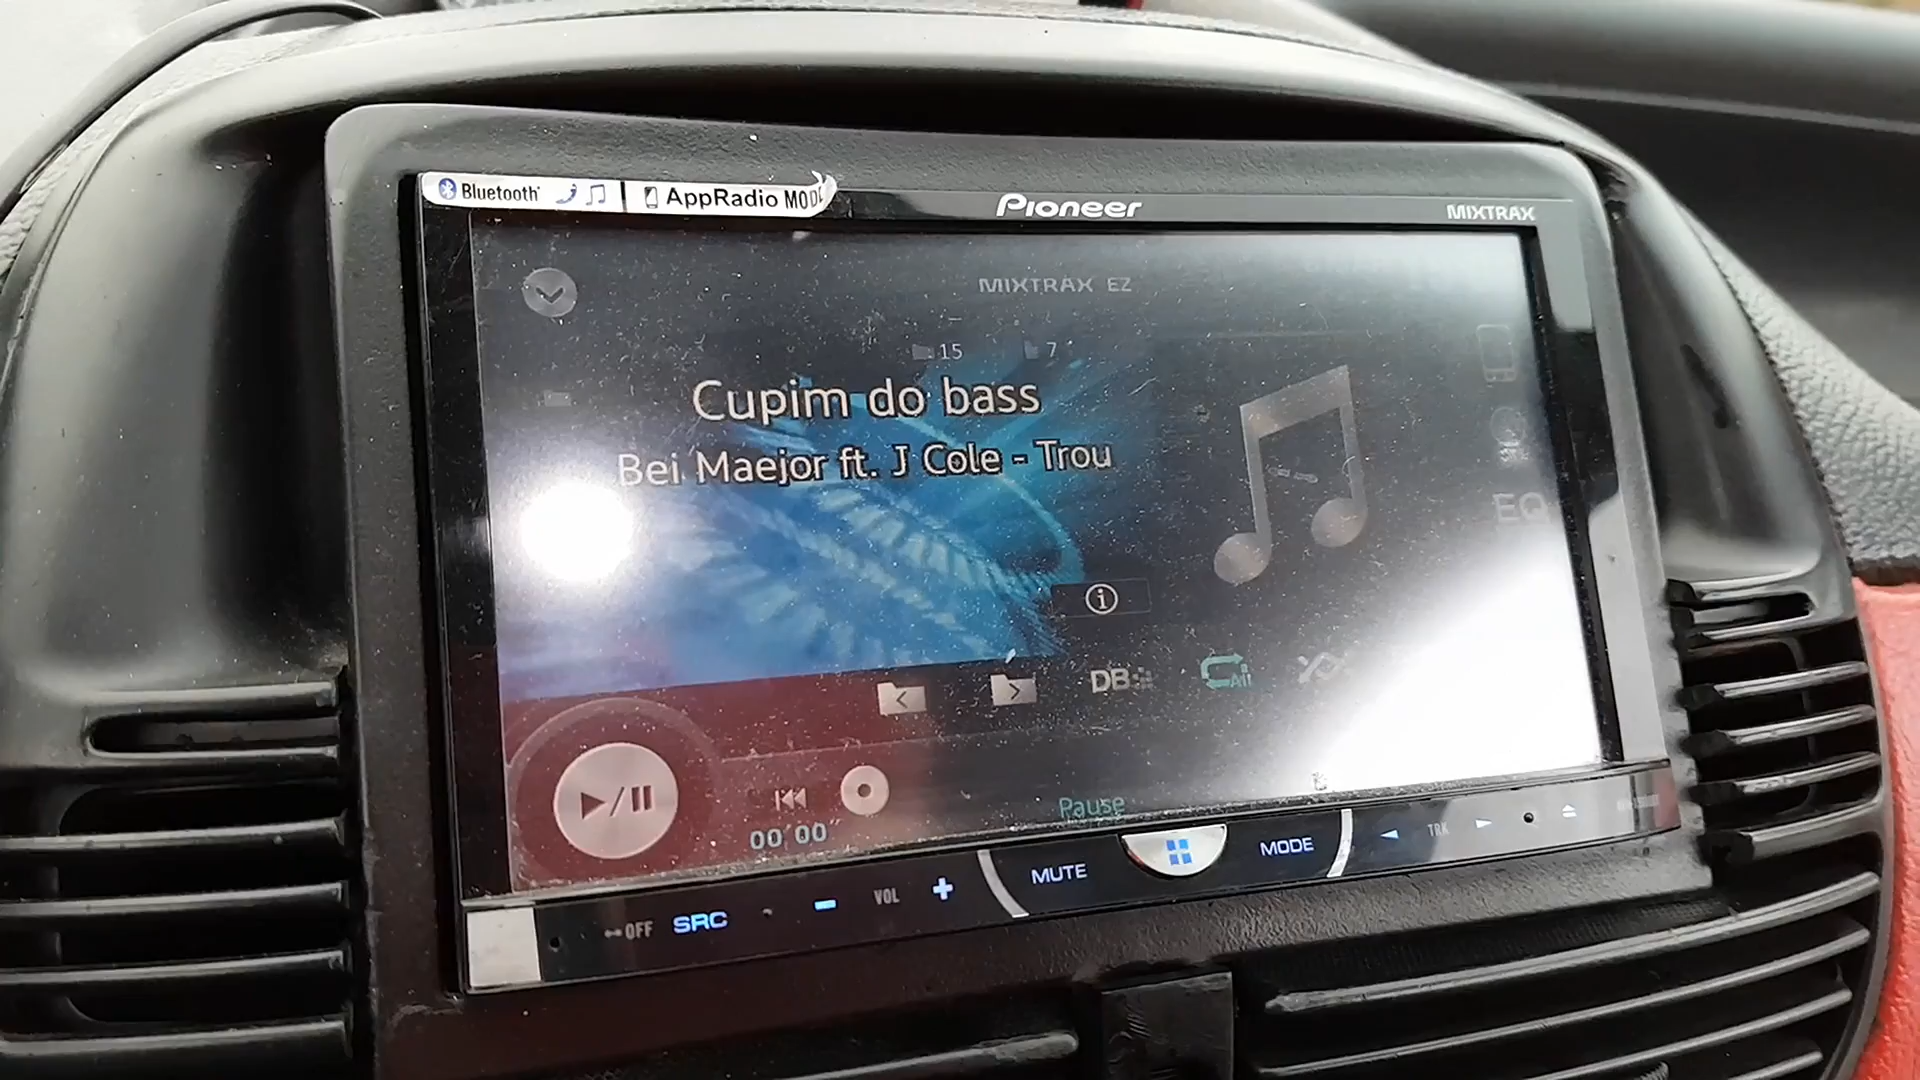 Bluetooth
AppRadio MODE
Pioneer
MIXTRAX
MIXTRAX EZ
15
7
Cupim do bass
Bei Maejor ft. J Cole - Trou
EQ
DB
All
Pause
00 00
OFF
SRC
VOL
MUTE
MODE
TRK